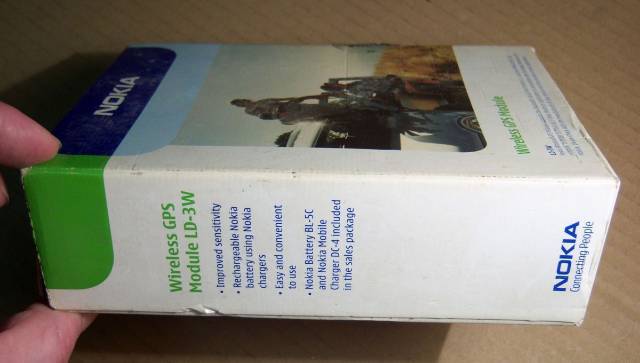 NOKIA
Wireless GPS Module
LD-3W
Wireless GPS
Module LD-3W
• Improved sensitivity
• Rechargeable Nokia
battery using Nokia
chargers
• Easy and convenient
to use
• Nokia Battery BL-5C
and Nokia Mobile
Charger DC-4 included
in the sales package
NOKIA
Connecting People